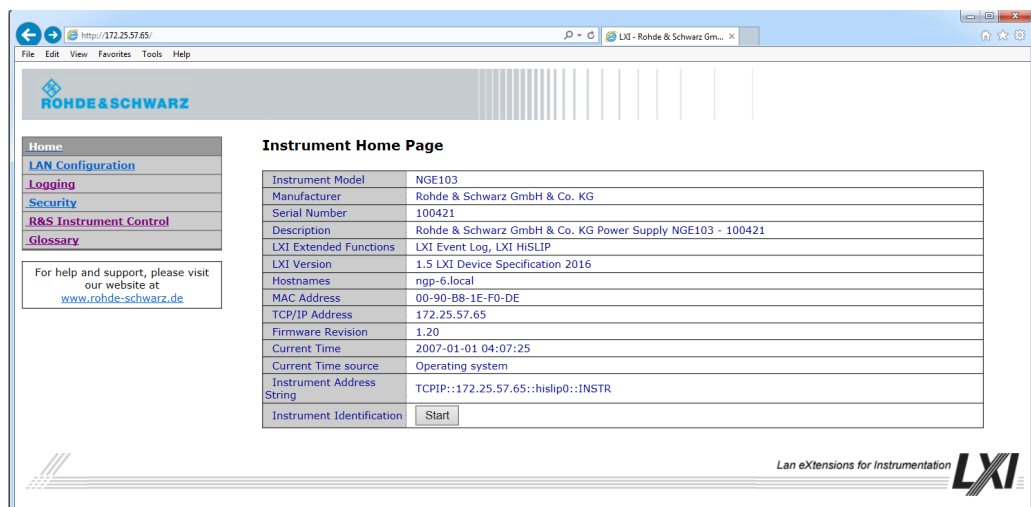 http://172.25.57.65/
LXI - Rohde & Schwarz Gm...
File Edit View Favorites Tools Help
ROHDE&SCHWARZ
Home
LAN Configuration
Logging
Security
R&S Instrument Control
Glossary
For help and support, please visit
our website at
www.rohde-schwarz.de
Instrument Home Page
Instrument Model NGE103
Manufacturer Rohde & Schwarz GmbH & Co. KG
Serial Number 100421
Description Rohde & Schwarz GmbH & Co. KG Power Supply NGE103 - 100421
LXI Extended Functions LXI Event Log, LXI HiSLIP
LXI Version 1.5 LXI Device Specification 2016
Hostnames ngp-6.local
MAC Address 00-90-B8-1E-F0-DE
TCP/IP Address 172.25.57.65
Firmware Revision 1.20
Current Time 2007-01-01 04:07:25
Current Time source Operating system
Instrument Address
String TCPIP::172.25.57.65::hislip0::INSTR
Instrument Identification Start
Lan eXtensions for Instrumentation LXI